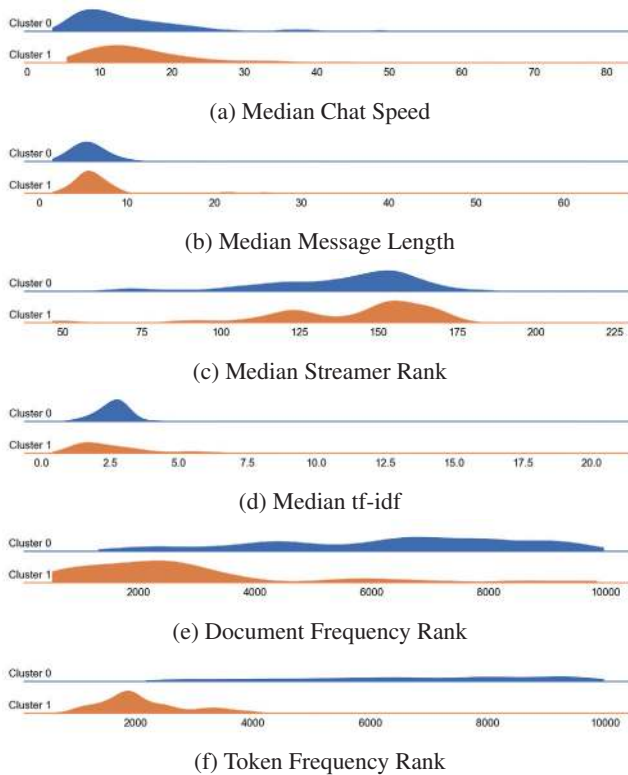 Cluster 0
Cluster 1
0 10 20 30 40 50 60 70 80
(a) Median Chat Speed
Cluster 0
Cluster 1
0 10 20 30 40 50 60
(b) Median Message Length
Cluster 0
Cluster 1
50 75 100 125 150 175 200 225
(c) Median Streamer Rank
Cluster 0
Cluster 1
0.0 2.5 5.0 7.5 10.0 12.5 15.0 17.5 20.0
(d) Median tf-idf
Cluster 0
Cluster 1
2000 4000 6000 8000 10000
(e) Document Frequency Rank
Cluster 0
Cluster 1
2000 4000 6000 8000 10000
(f) Token Frequency Rank